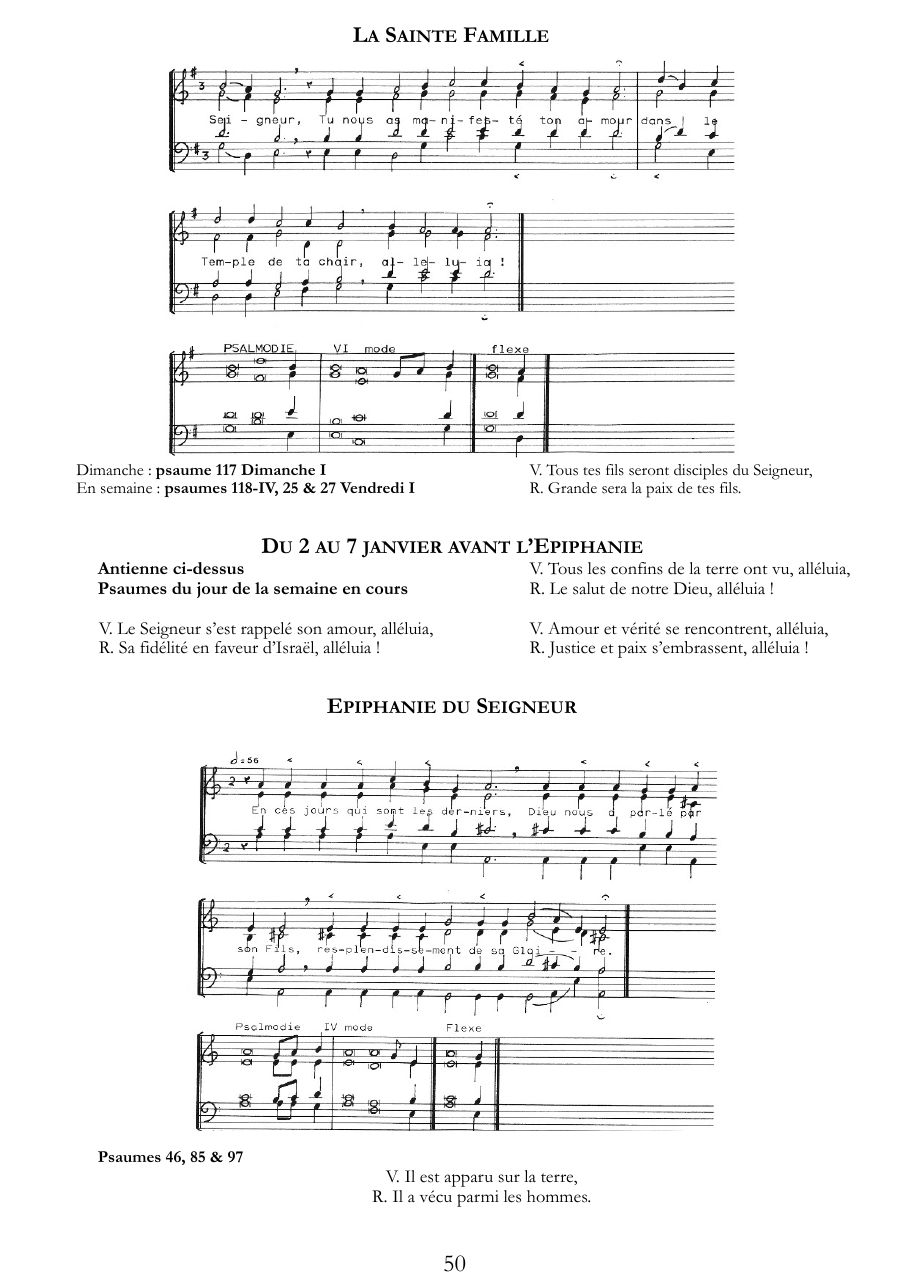 LA SAINTE FAMILLE
3
Sei - gneur, Tu nous as ma-ni-fes-té ton a-mour dans le
3
Tem-ple de ta chair, al-le-lu-ia !
PSALMODIE VI mode flexe
Dimanche : psaume 117 Dimanche I
En semaine : psaumes 118-IV, 25 & 27 Vendredi I
V. Tous tes fils seront disciples du Seigneur,
R. Grande sera la paix de tes fils.
DU 2 AU 7 JANVIER AVANT L’EPIPHANIE
Antienne ci-dessus
Psaumes du jour de la semaine en cours
V. Le Seigneur s’est rappelé son amour, alléluia,
R. Sa fidélité en faveur d’Israël, alléluia !
V. Tous les confins de la terre ont vu, alléluia,
R. Le salut de notre Dieu, alléluia !
V. Amour et vérité se rencontrent, alléluia,
R. Justice et paix s’embrassent, alléluia !
EPIPHANIE DU SEIGNEUR
=56
2
En ces jours qui sont les der-niers, Dieu nous a par-lé par
2
son Fils, res-plen-dis-se-ment de sa Gloi - - re.
Psalmodie IV mode Flexe
Psaumes 46, 85 & 97
V. Il est apparu sur la terre,
R. Il a vécu parmi les hommes.
50